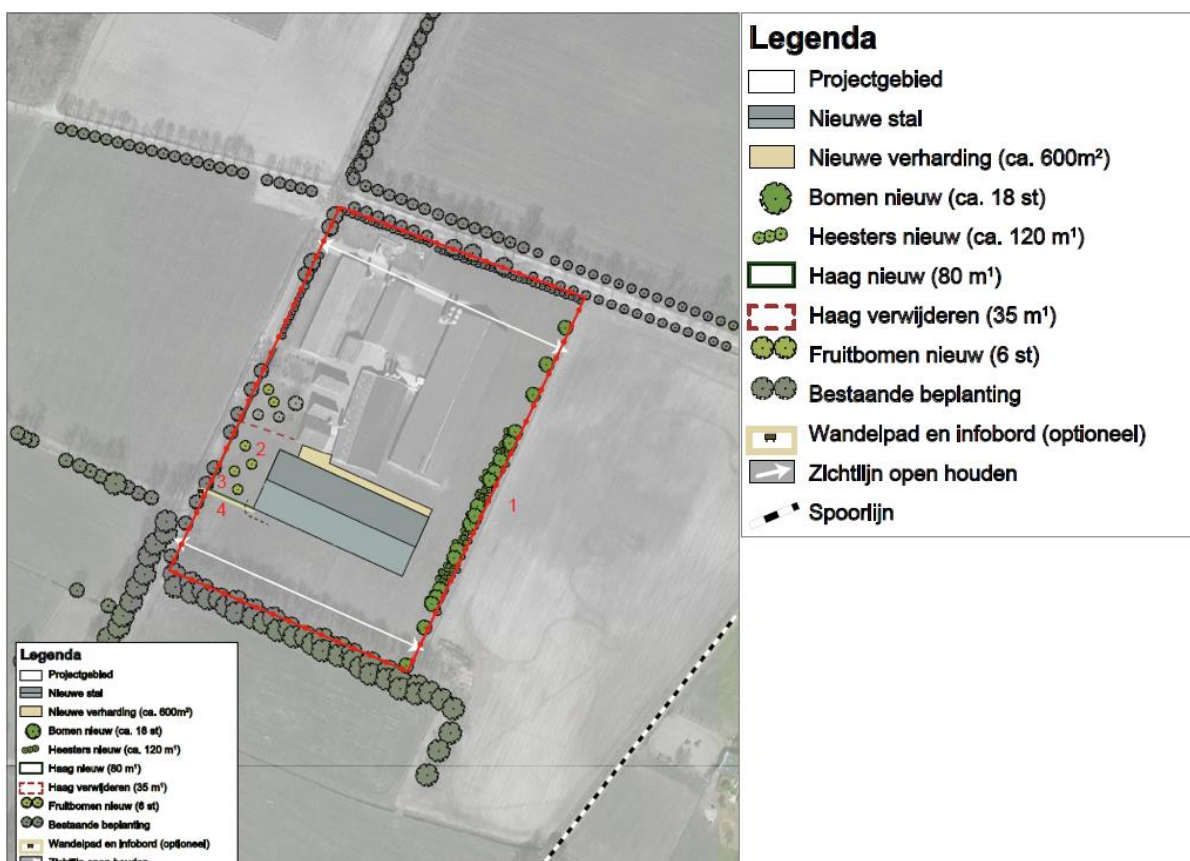 Legenda
Projectgebied
Nieuwe stal
Nieuwe verharding (ca. 600m²)
Bomen nieuw (ca. 18 st)
Heesters nieuw (ca. 120 m¹)
Haag nieuw (80 m¹)
Haag verwijderen (35 m¹)
Fruitbomen nieuw (6 st)
Bestaande beplanting
Wandelpad en infobord (optioneel)
Zichtlijn open houden
Spoorlijn
2
3
4
1
Legenda
Projectgebied
Nieuwe stal
Nieuwe verharding (ca. 600m²)
Bomen nieuw (ca. 18 st)
Heesters nieuw (ca. 120 m¹)
Haag nieuw (80 m¹)
Haag verwijderen (35 m¹)
Fruitbomen nieuw (6 st)
Bestaande beplanting
Wandelpad en infobord (optioneel)
Zichtlijn open houden